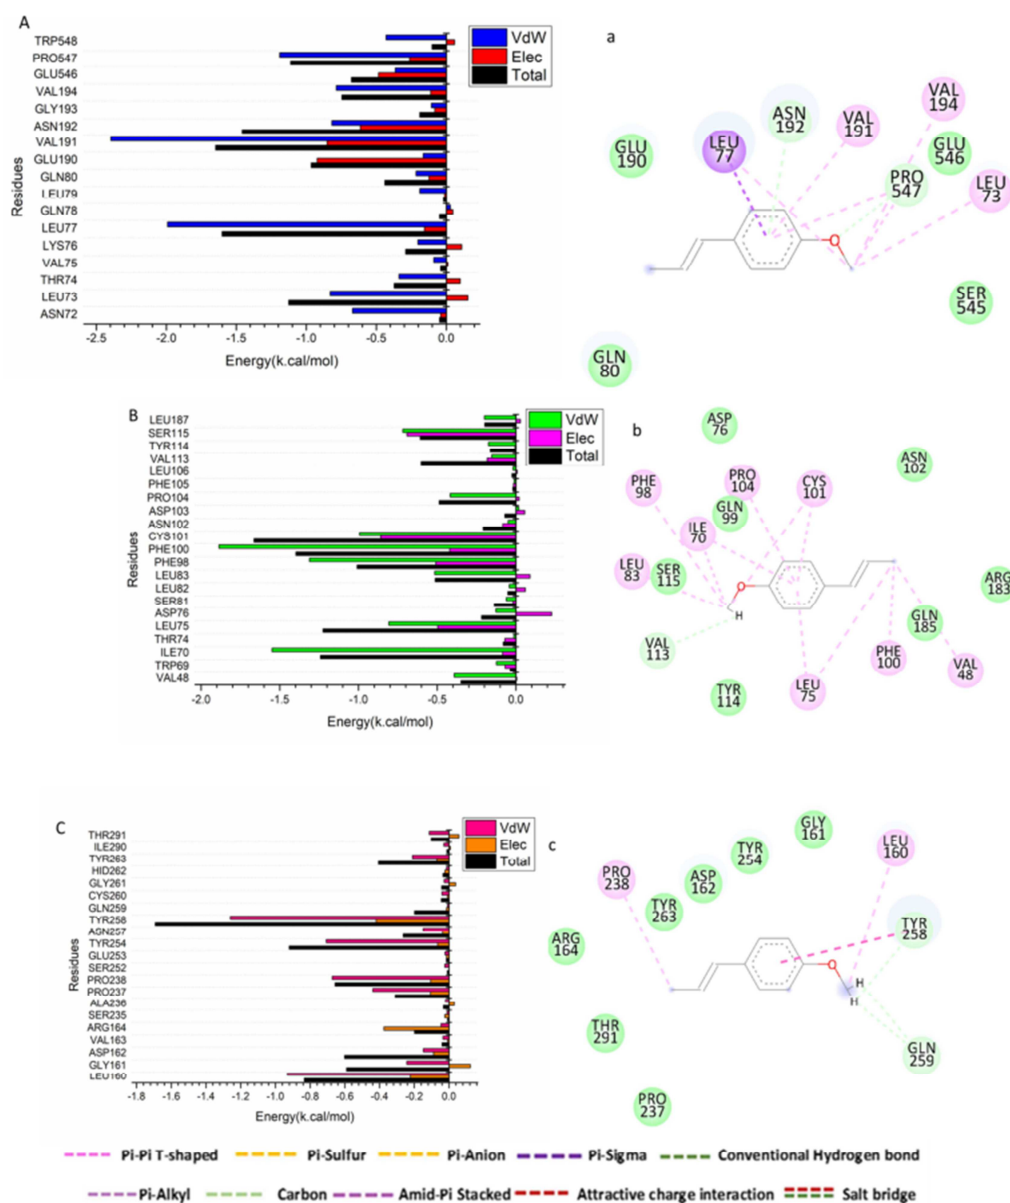 A
TRP548
PRO547
GLU546
VAL194
GLY193
ASN192
VAL191
GLU190
GLN80
LEU79
GLN78
LEU77
LYS76
VAL75
THR74
LEU73
ASN72
Residues
VdW
Elec
Total
-2.5 -2.0 -1.5 -1.0 -0.5 0.0
Energy(k.cal/mol)
a
GLU 190
LEU 77
ASN 192
VAL 191
VAL 194
GLU 546
PRO 547
LEU 73
O
SER 545
GLN 80
B
LEU187
SER115
TYR114
VAL113
LEU106
PHE105
PRO104
ASP103
ASN102
CYS101
PHE100
PHE98
LEU83
LEU82
SER81
ASP76
LEU75
THR74
ILE70
TRP69
VAL48
Residues
VdW
Elec
Total
-2.0 -1.5 -1.0 -0.5 0.0
Energy(k.cal/mol)
b
ASP 76
PHE 98
PRO 104
CYS 101
ASN 102
GLN 99
ILE 70
LEU 83
SER 115
O
H
ARG 183
GLN 185
VAL 113
PHE 100
VAL 48
TYR 114
LEU 75
C
THR291
ILE290
TYR263
HID262
GLY261
CYS260
GLN259
TYR258
ASN257
TYR254
GLU253
SER252
PRO238
PRO237
ALA236
SER235
ARG164
VAL163
ASP162
GLY161
LEU160
Residues
VdW
Elec
Total
-1.8 -1.6 -1.4 -1.2 -1.0 -0.8 -0.6 -0.4 -0.2 0.0
Energy(k.cal/mol)
c
GLY 161
LEU 160
TYR 254
PRO 238
ASP 162
TYR 263
TYR 258
ARG 164
O
H
H
THR 291
GLN 259
PRO 237
Pi-Pi T-shaped Pi-Sulfur Pi-Anion Pi-Sigma Conventional Hydrogen bond
Pi-Alkyl Carbon Amid-Pi Stacked Attractive charge interaction Salt bridge